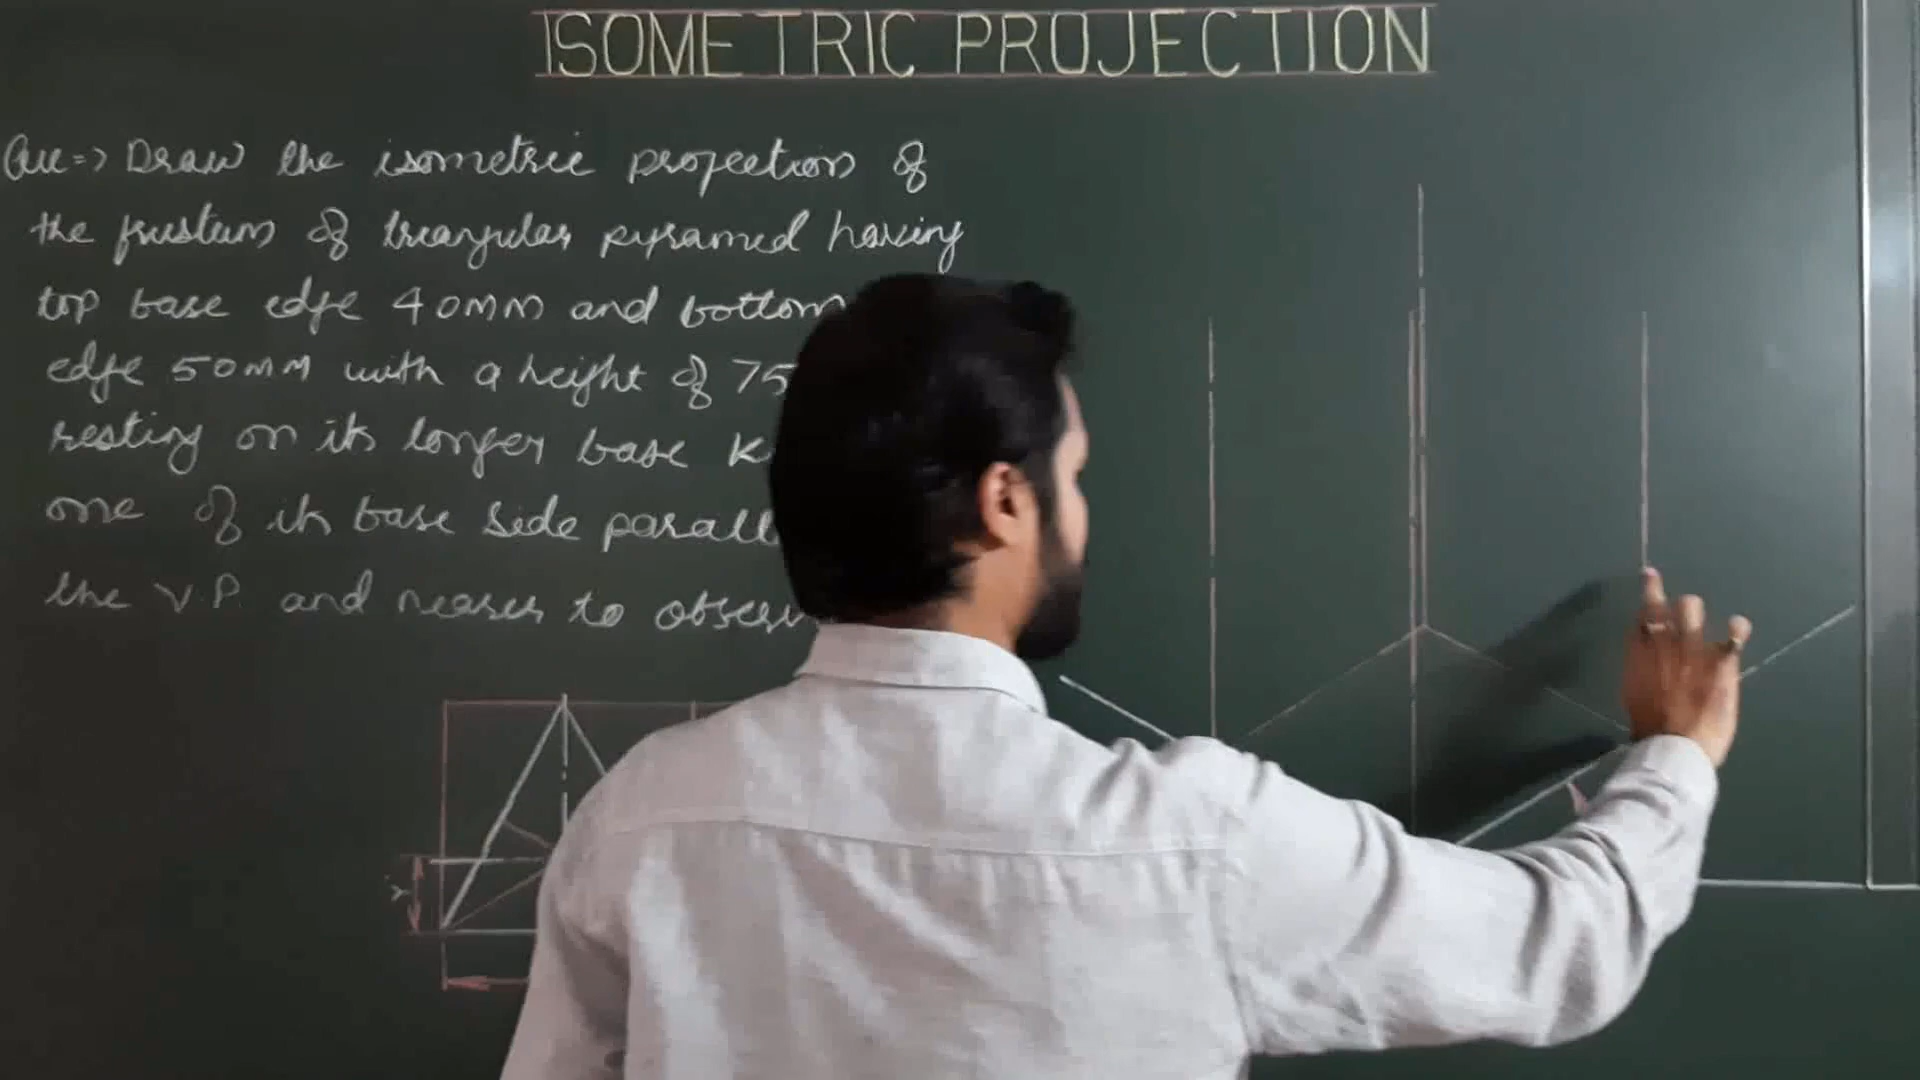 ISOMETRIC PROJECTION
Que=> Draw the isometric projection of
the frustum of triangular pyramid having
top base edge 40mm and bottom
edge 50mm with a height of 75
resting on its longer base K
one of its base side parall
the V.P. and nearer to observ